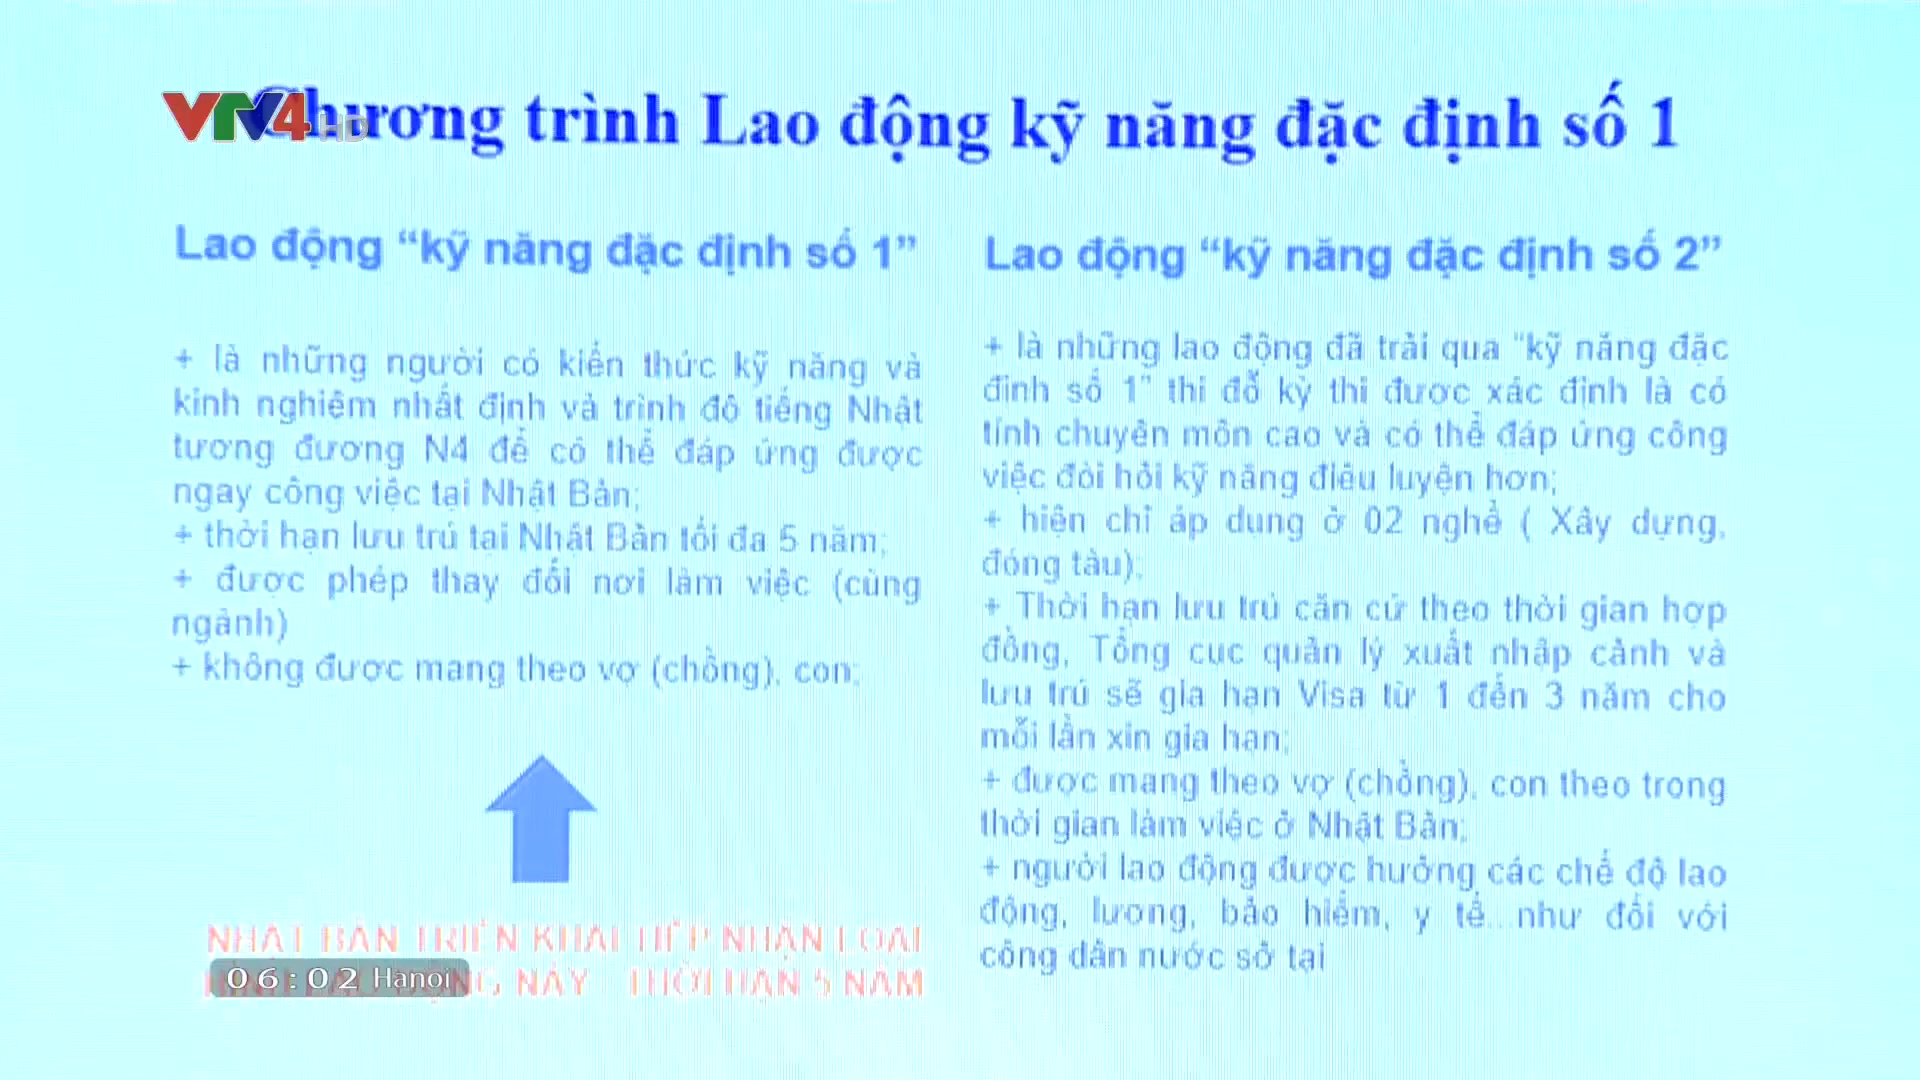 VTV4 HD
Chương trình Lao động kỹ năng đặc định số 1
Lao động “kỹ năng đặc định số 1”
+ là những người có kiến thức kỹ năng và
kinh nghiệm nhất định và trình độ tiếng Nhật
tương đương N4 để có thể đáp ứng được
ngay công việc tại Nhật Bản;
+ thời hạn lưu trú tại Nhật Bản tối đa 5 năm;
+ được phép thay đổi nơi làm việc (cùng
ngành)
+ không được mang theo vợ (chồng), con;
NHẬT BẢN TRIỂN KHAI TIẾP NHẬN LOẠI
HÌNH LAO ĐỘNG NÀY THỜI HẠN 5 NĂM
06:02 Hanoi
Lao động “kỹ năng đặc định số 2”
+ là những lao động đã trải qua “kỹ năng đặc
định số 1” thi đỗ kỳ thi được xác định là có
tính chuyên môn cao và có thể đáp ứng công
việc đòi hỏi kỹ năng điêu luyện hơn;
+ hiện chỉ áp dụng ở 02 nghề ( Xây dựng,
đóng tàu);
+ Thời hạn lưu trú căn cứ theo thời gian hợp
đồng, Tổng cục quản lý xuất nhập cảnh và
lưu trú sẽ gia hạn Visa từ 1 đến 3 năm cho
mỗi lần xin gia hạn;
+ được mang theo vợ (chồng), con theo trong
thời gian làm việc ở Nhật Bản;
+ người lao động được hưởng các chế độ lao
động, lương, bảo hiểm, y tế...như đối với
công dân nước sở tại